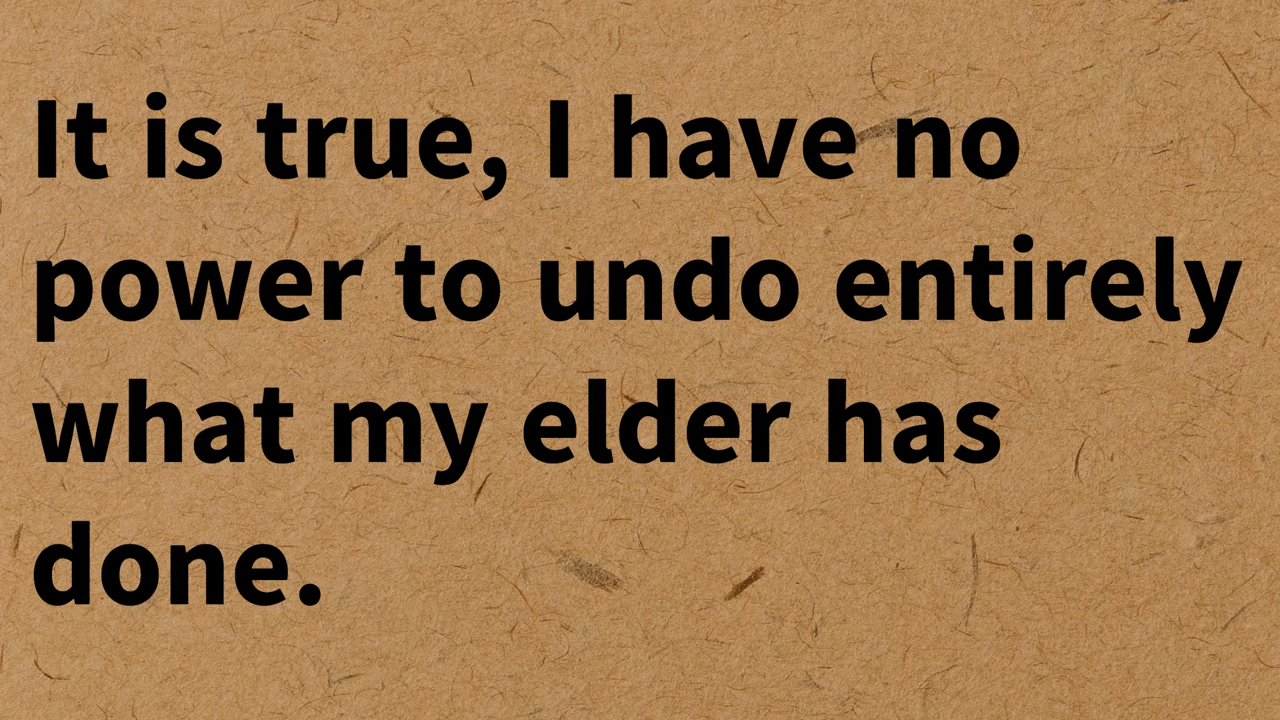 It is true, I have no
power to undo entirely
what my elder has
done.